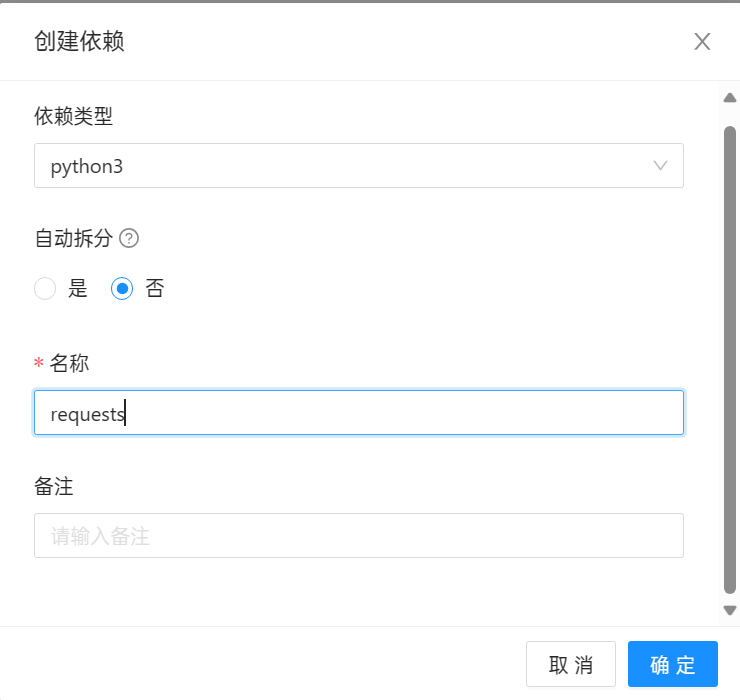 创建依赖
依赖类型
python3
自动拆分 ?
是 否
* 名称
requests
备注
请输入备注
取 消 确 定